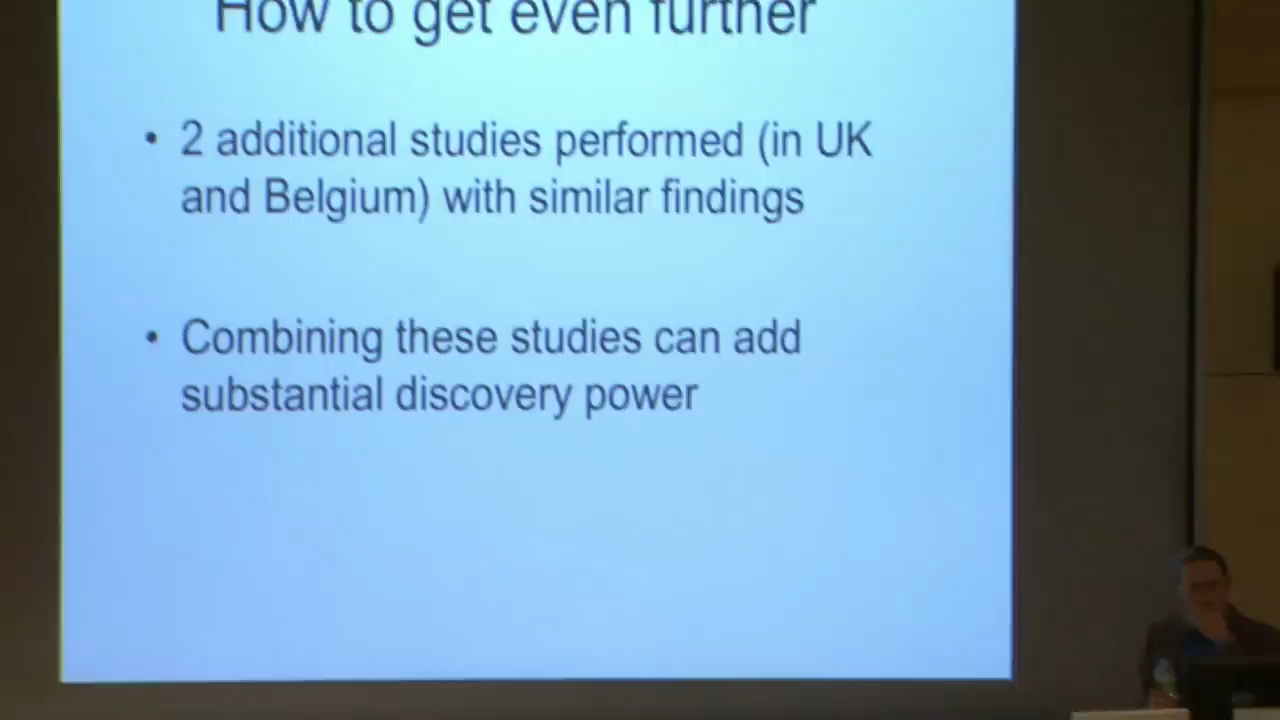 How to get even further
• 2 additional studies performed (in UK
and Belgium) with similar findings
• Combining these studies can add
substantial discovery power